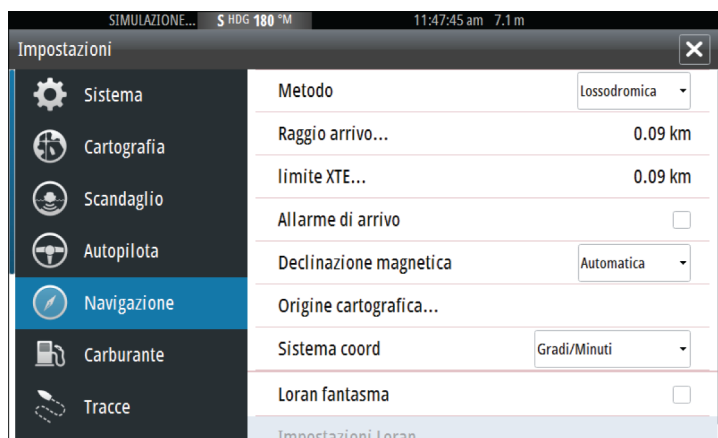 SIMULAZIONE... S HDG 180 °M 11:47:45 am 7.1 m
Impostazioni
Sistema
Cartografia
Scandaglio
Autopilota
Navigazione
Carburante
Tracce
Metodo Lossodromica
Raggio arrivo... 0.09 km
limite XTE... 0.09 km
Allarme di arrivo
Declinazione magnetica Automatica
Origine cartografica...
Sistema coord Gradi/Minuti
Loran fantasma
Impostazioni Loran